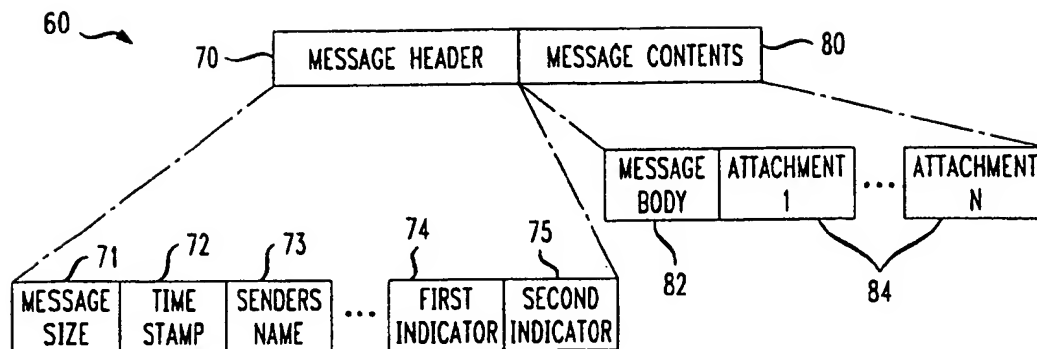 60
70 MESSAGE HEADER MESSAGE CONTENTS 80
MESSAGE BODY ATTACHMENT 1 ... ATTACHMENT N
82 84
71 72 73 74 75
MESSAGE SIZE TIME STAMP SENDERS NAME ... FIRST INDICATOR SECOND INDICATOR